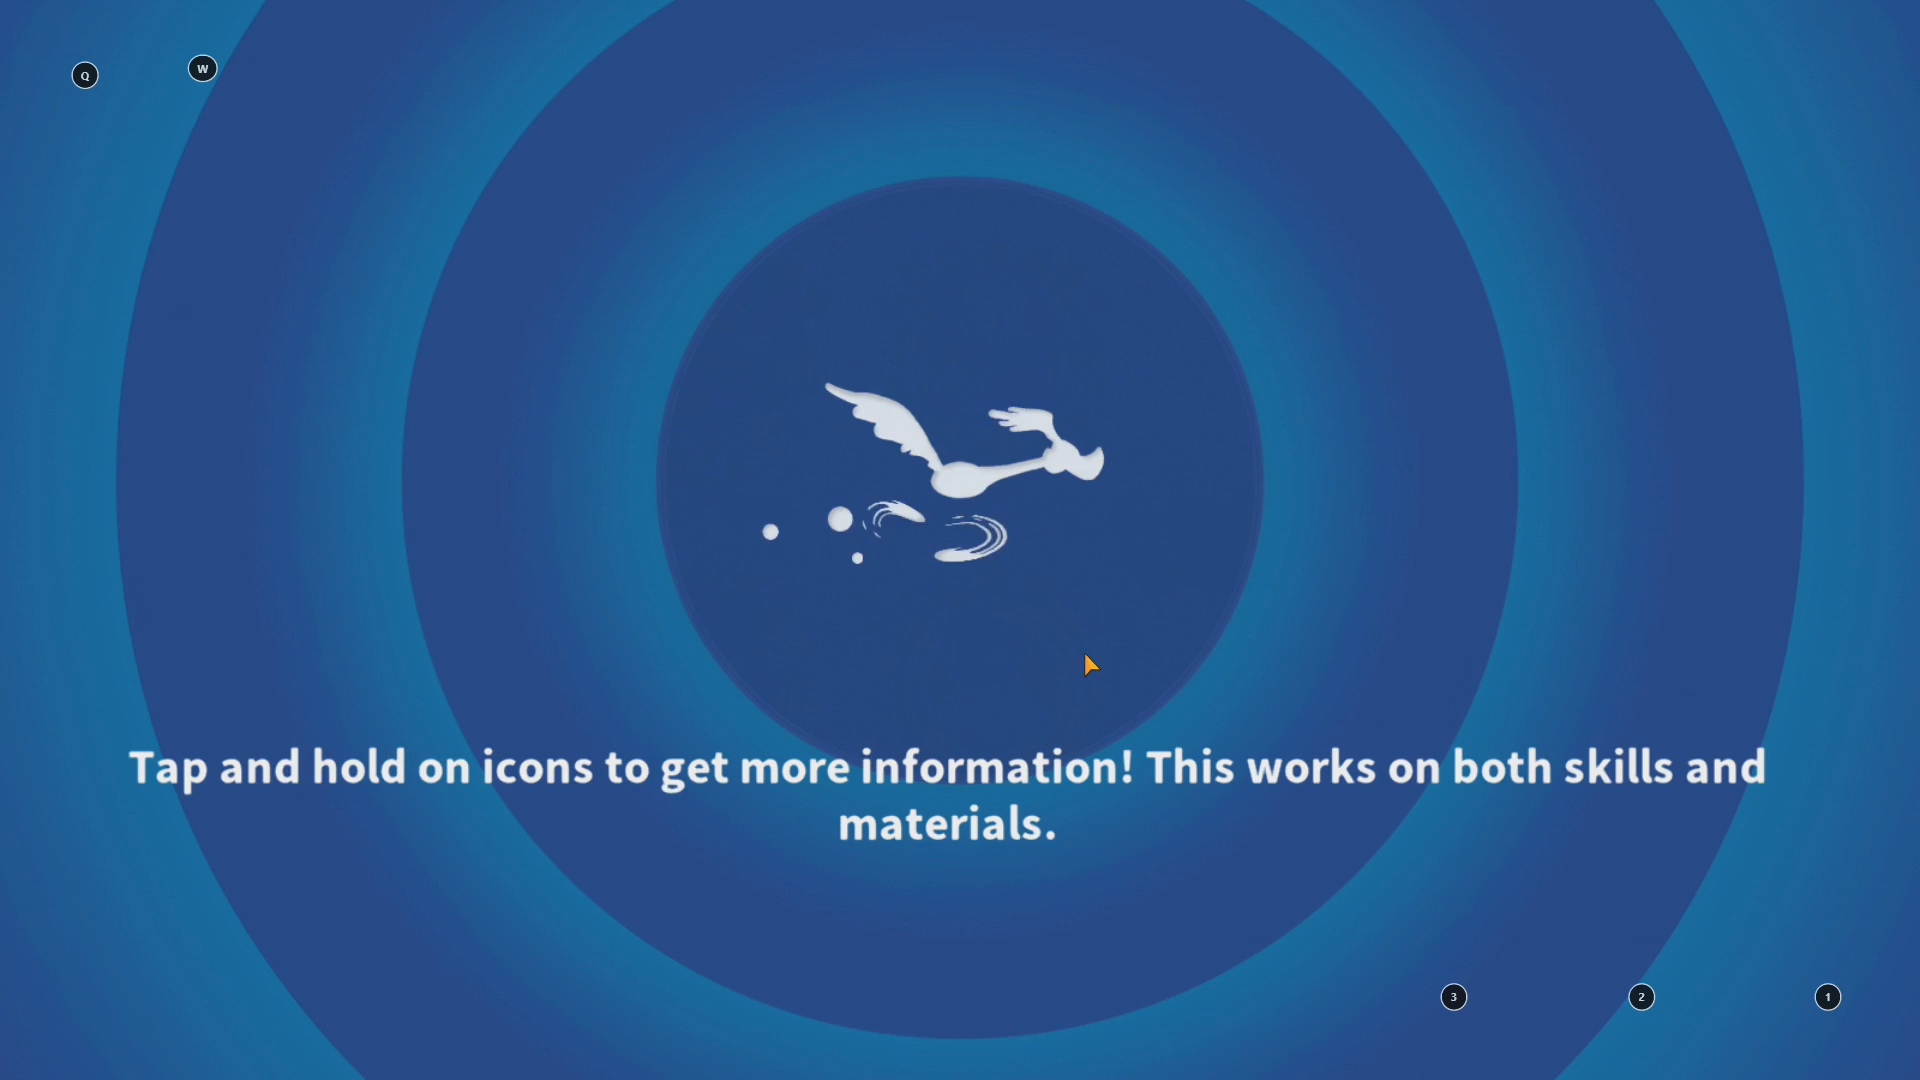 Q W
Tap and hold on icons to get more information! This works on both skills and
materials.
3 2 1